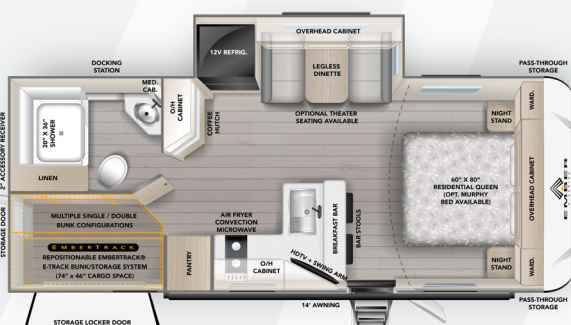 OVERHEAD CABINET
12V REFRIG.
LEGLESS
DINETTE
DOCKING
STATION
MED.
CAB.
O/H
CABINET
COFFEE
HUTCH
OPTIONAL THEATER
SEATING AVAILABLE
PASS-THROUGH
STORAGE
WARD.
NIGHT
STAND
2" ACCESSORY RECEIVER
30" X 36"
SHOWER
LINEN
60" X 80"
RESIDENTIAL QUEEN
(OPT. MURPHY
BED AVAILABLE)
OVERHEAD CABINET
EMBER
STORAGE DOOR
MULTIPLE SINGLE / DOUBLE
BUNK CONFIGURATIONS
EMBERTRACK
REPOSITIONABLE EMBERTRACK®
E-TRACK BUNK/STORAGE SYSTEM
(74" x 46" CARGO SPACE)
PANTRY
AIR FRYER
CONVECTION
MICROWAVE
O/H
CABINET
BREAKFAST BAR
BAR STOOLS
HDTV + SWING ARM
NIGHT
STAND
WARD.
14' AWNING
PASS-THROUGH
STORAGE
STORAGE LOCKER DOOR